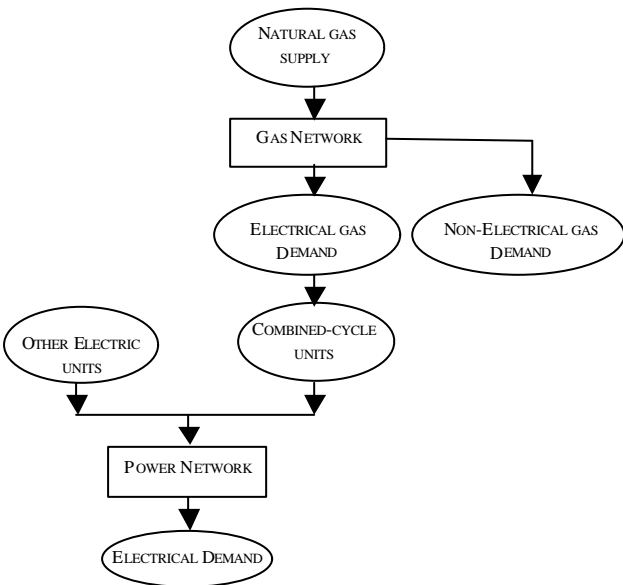 NATURAL GAS
SUPPLY
GAS NETWORK
ELECTRICAL GAS
DEMAND
NON-ELECTRICAL GAS
DEMAND
OTHER ELECTRIC
UNITS
COMBINED-CYCLE
UNITS
POWER NETWORK
ELECTRICAL DEMAND